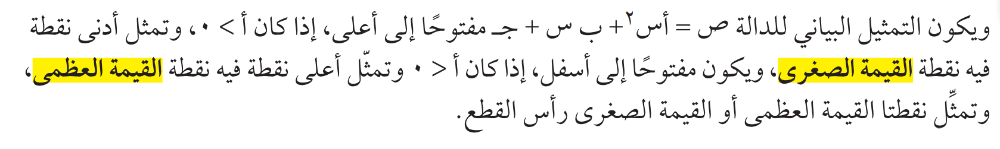 ويكون التمثيل البياني للدالة ص = أس² + ب س + جـ مفتوحًا إلى أعلى، إذا كان أ > ٠، وتمثل أدنى نقطة
فيه نقطة القيمة الصغرى، ويكون مفتوحًا إلى أسفل، إذا كان أ < ٠ وتمثّل أعلى نقطة فيه نقطة القيمة العظمى،
وتمثِّل نقطتا القيمة العظمى أو القيمة الصغرى رأس القطع.